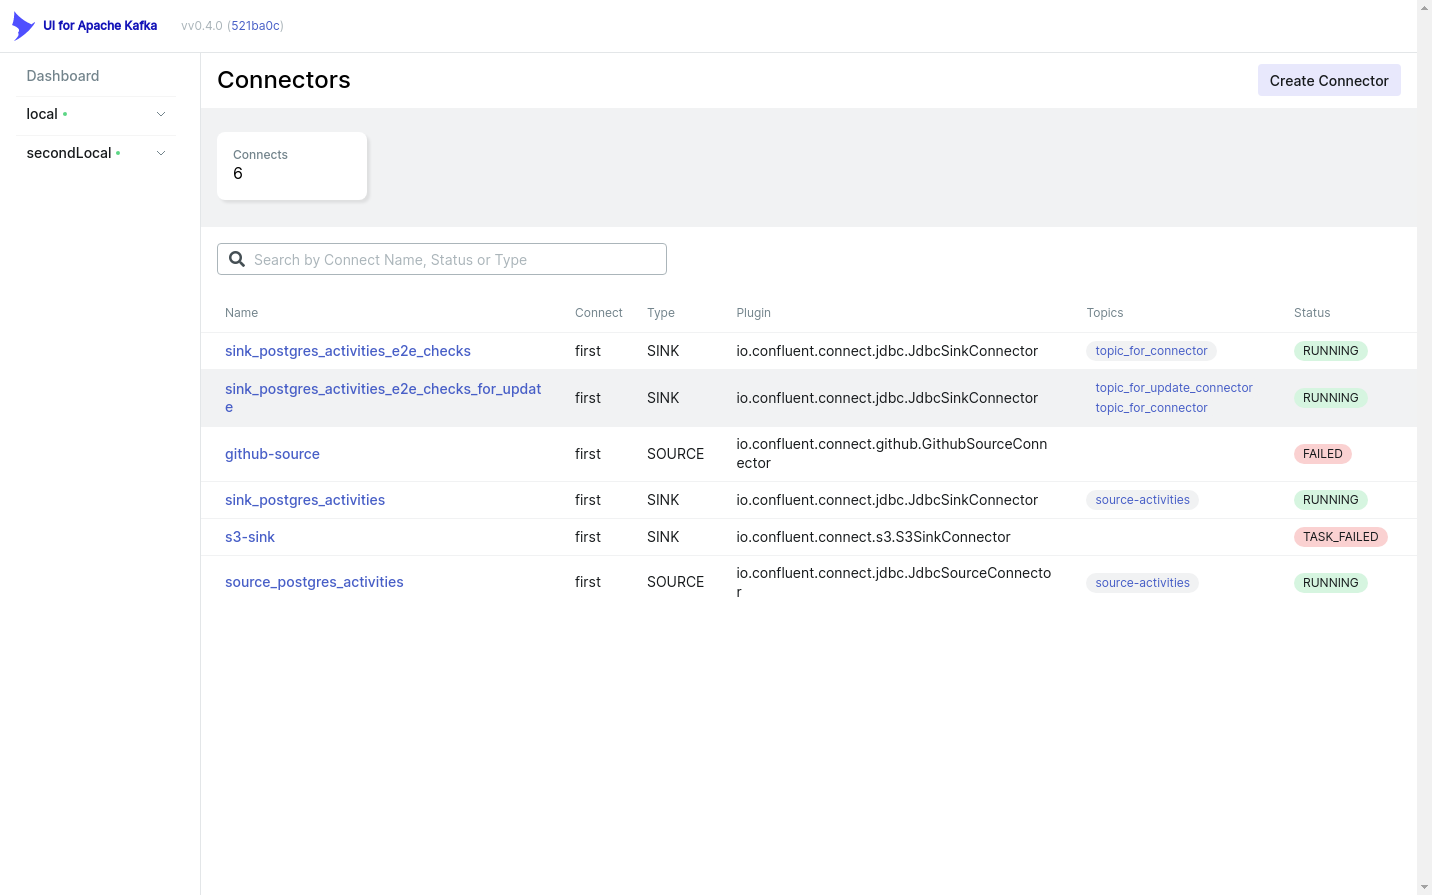 UI for Apache Kafka vv0.4.0 (521ba0c)
Dashboard
local
secondLocal
Connectors
Create Connector
Connects
6
Search by Connect Name, Status or Type
Name Connect Type Plugin Topics Status
sink_postgres_activities_e2e_checks first SINK io.confluent.connect.jdbc.JdbcSinkConnector topic_for_connector RUNNING
sink_postgres_activities_e2e_checks_for_updat
e
first SINK io.confluent.connect.jdbc.JdbcSinkConnector
topic_for_update_connector
topic_for_connector
RUNNING
github-source first SOURCE
io.confluent.connect.github.GithubSourceConn
ector
FAILED
sink_postgres_activities first SINK io.confluent.connect.jdbc.JdbcSinkConnector source-activities RUNNING
s3-sink first SINK io.confluent.connect.s3.S3SinkConnector TASK_FAILED
source_postgres_activities first SOURCE
io.confluent.connect.jdbc.JdbcSourceConnecto
r
source-activities RUNNING